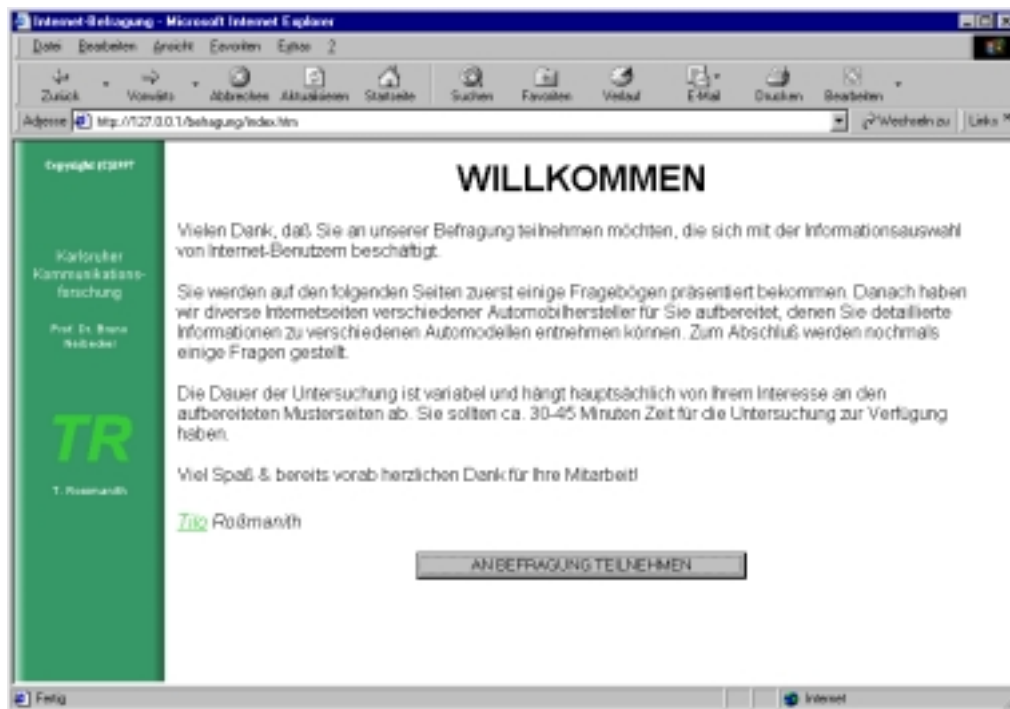 Internet-Befragung - Microsoft Internet Explorer
Datei Bearbeiten Ansicht Favoriten Extras ?
Zurück Vorwärts Abbrechen Aktualisieren Startseite Suchen Favoriten Verlauf E-Mail Drucken Bearbeiten
Adresse http://127.0.0.1/befragung/index.htm Wechseln zu Links »
Copyright (C)1997
Karlsruher
Kommunikations-
forschung
Prof. Dr. Bruno
Neibecker
TR
T. Rossmanith
WILLKOMMEN
Vielen Dank, daß Sie an unserer Befragung teilnehmen möchten, die sich mit der Informationsauswahl
von Internet-Benutzern beschäftigt.
Sie werden auf den folgenden Seiten zuerst einige Fragebögen präsentiert bekommen. Danach haben
wir diverse Internetseiten verschiedener Automobilhersteller für Sie aufbereitet, denen Sie detaillierte
Informationen zu verschiedenen Automodellen entnehmen können. Zum Abschluß werden nochmals
einige Fragen gestellt.
Die Dauer der Untersuchung ist variabel und hängt hauptsächlich von Ihrem Interesse an den
aufbereiteten Musterseiten ab. Sie sollten ca. 30-45 Minuten Zeit für die Untersuchung zur Verfügung
haben.
Viel Spaß & bereits vorab herzlichen Dank für Ihre Mitarbeit!
Tilo Roßmanith
AN BEFRAGUNG TEILNEHMEN
Fertig Internet